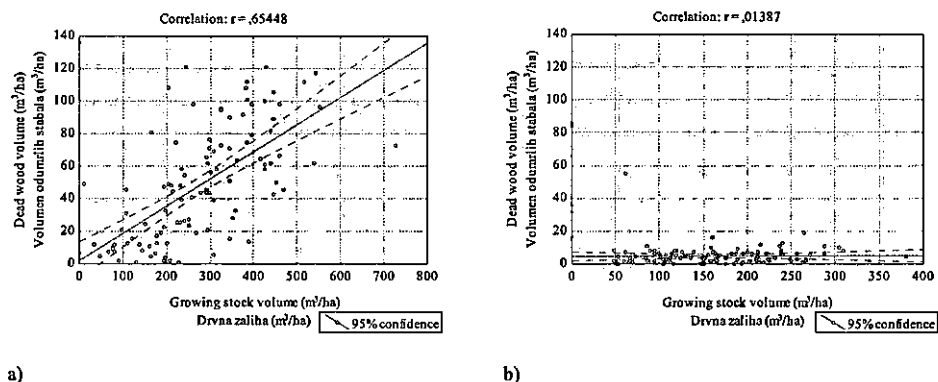 Correlation: r = ,65448
Dead wood volume (m³/ha)
Volumen odumrlih stabala (m³/ha)
140
120
100
80
60
40
20
0
0 100 200 300 400 500 600 700 800
Growing stock volume (m³/ha)
Drvna zaliha (m³/ha)
95% confidence
a)
Correlation: r = ,01387
Dead wood volume (m³/ha)
Volumen odumrlih stabala (m³/ha)
140
120
100
80
60
40
20
0
0 50 100 150 200 250 300 350 400
Growing stock volume (m³/ha)
Drvna zaliha (m³/ha)
95% confidence
b)